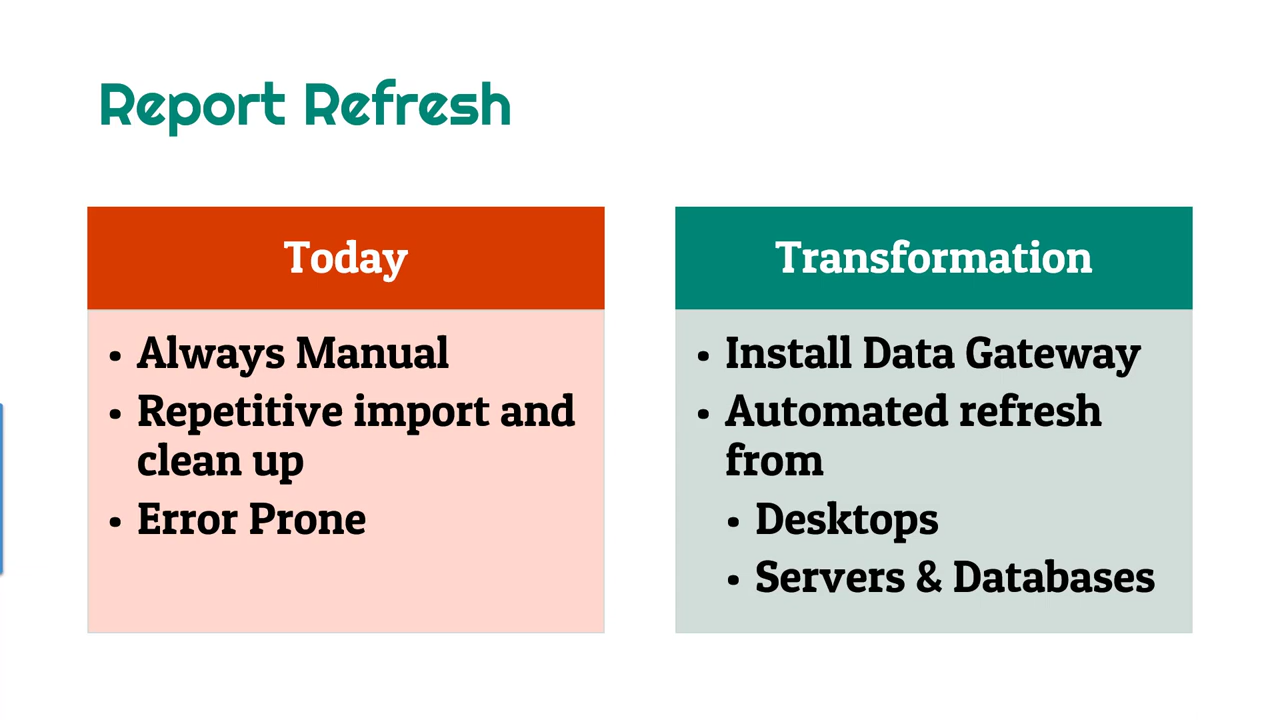 Report Refresh
Today
• Always Manual
• Repetitive import and
clean up
• Error Prone
Transformation
• Install Data Gateway
• Automated refresh
from
• Desktops
• Servers & Databases